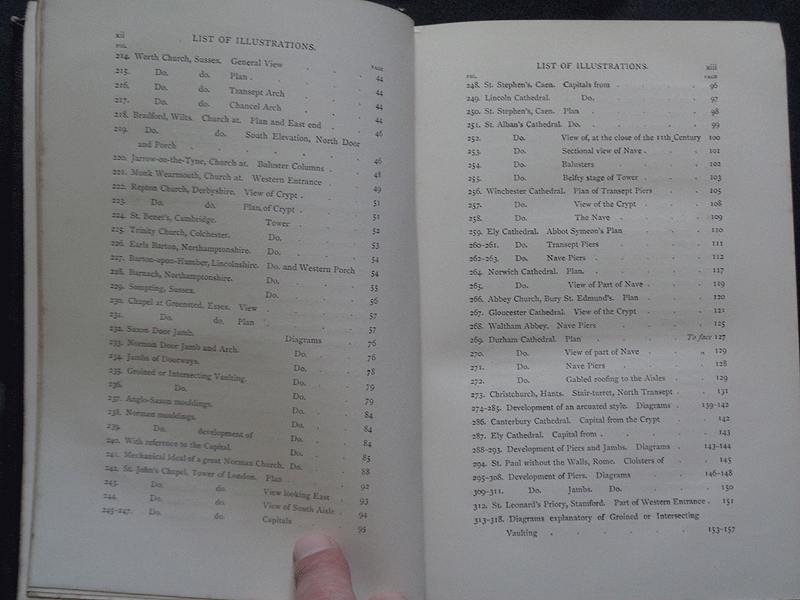 xii
LIST OF ILLUSTRATIONS.
FIG. PAGE
214. Worth Church, Sussex. General View . . . 44
215. Do. do. Plan . . . . 44
216. Do. do. Transept Arch . . . 44
217. Do. do. Chancel Arch . . . 44
218. Bradford, Wilts. Church at. Plan and East end . . 46
219. Do. do. South Elevation, North Door
and Porch . . . . . 46
220. Jarrow-on-the-Tyne, Church at. Baluster Columns . . 48
221. Monk Wearmouth, Church at. Western Entrance . . 49
222. Repton Church, Derbyshire. View of Crypt . . . 51
223. Do. do. Plan, of Crypt . . 51
224. St. Benet's, Cambridge. Tower . . . 52
225. Trinity Church, Colchester. Do. . . . 53
226. Earls Barton, Northamptonshire. Do. . . . 54
227. Barton-upon-Humber, Lincolnshire. Do. and Western Porch 54
228. Barnack, Northamptonshire. Do. . . . 55
229. Sompting, Sussex. Do. . . . 56
230. Chapel at Greensted, Essex. View . . . 57
231. Do. do. Plan . . . 57
232. Saxon Door Jamb. Diagrams . . 76
233. Norman Door Jamb and Arch. Do. . . 76
234. Jambs of Doorways. Do. . . 78
235. Groined or Intersecting Vaulting. Do. . . 79
236. Do. Do. . . 79
237. Anglo-Saxon mouldings. Do. . . 84
238. Norman mouldings. Do. . . 84
239. Do. development of Do. . . 85
240. With reference to the Capital. Do. . . 88
241. Mechanical Ideal of a great Norman Church. Do. . . 92
242. St. John's Chapel, Tower of London. Plan . . 93
243. Do. do. View looking East . 94
244. Do. do. View of South Aisle .
245-247. Do. do. Capitals . . 95
LIST OF ILLUSTRATIONS. xiii
FIG. PAGE
248. St. Stephen's, Caen. Capitals from . . . . 96
249. Lincoln Cathedral. Do. . . . . 97
250. St. Stephen's, Caen. Plan . . . . 98
251. St. Alban's Cathedral. Do. . . . . 99
252. Do. View of, at the close of the 11th Century 100
253. Do. Sectional view of Nave . . . 101
254. Do. Balusters . . . 102
255. Do. Belfry stage of Tower . . . 103
256. Winchester Cathedral. Plan of Transept Piers . . 105
257. Do. View of the Crypt . . . 108
258. Do. The Nave . . . . 109
259. Ely Cathedral. Abbot Symeon's Plan . . . 110
260-261. Do. Transept Piers . . . . 111
262-263. Do. Nave Piers . . . . 112
264. Norwich Cathedral. Plan. . . . . 117
265. Do. View of Part of Nave . . . 119
266. Abbey Church, Bury St. Edmund's. Plan . . . 120
267. Gloucester Cathedral. View of the Crypt . . . 121
268. Waltham Abbey. Nave Piers . . . . 125
269. Durham Cathedral. Plan . . . To face 127
270. Do. View of part of Nave . . „ 129
271. Do. Nave Piers . . . . 128
272. Do. Gabled roofing to the Aisles . . 129
273. Christchurch, Hants. Stair-turret, North Transept . . 131
274-285. Development of an arcuated style. Diagrams . 139-142
286. Canterbury Cathedral. Capital from the Crypt . . 142
287. Ely Cathedral. Capital from . . . . 143
288-293. Development of Piers and Jambs. Diagrams . 143-144
294. St. Paul without the Walls, Rome. Cloisters of . . 145
295-308. Development of Piers. Diagrams . . 146-148
309-311. Do. Jambs. Do. . . . 150
312. St. Leonard's Priory, Stamford. Part of Western Entrance . 151
313-318. Diagrams explanatory of Groined or Intersecting
Vaulting . . . . . . 153-157